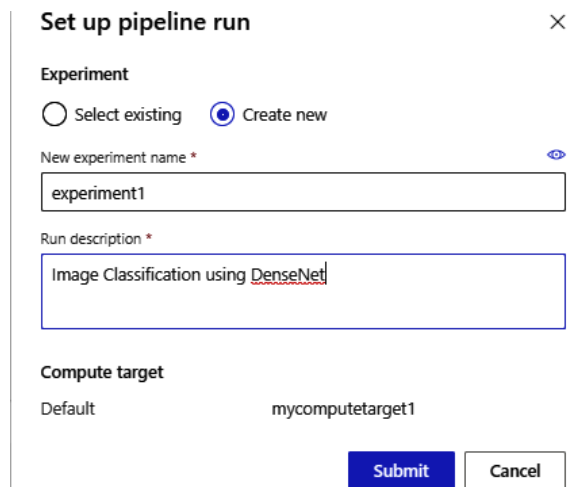 Set up pipeline run
Experiment
Select existing Create new
New experiment name *
experiment1
Run description *
Image Classification using DenseNet
Compute target
Default mycomputetarget1
Submit Cancel